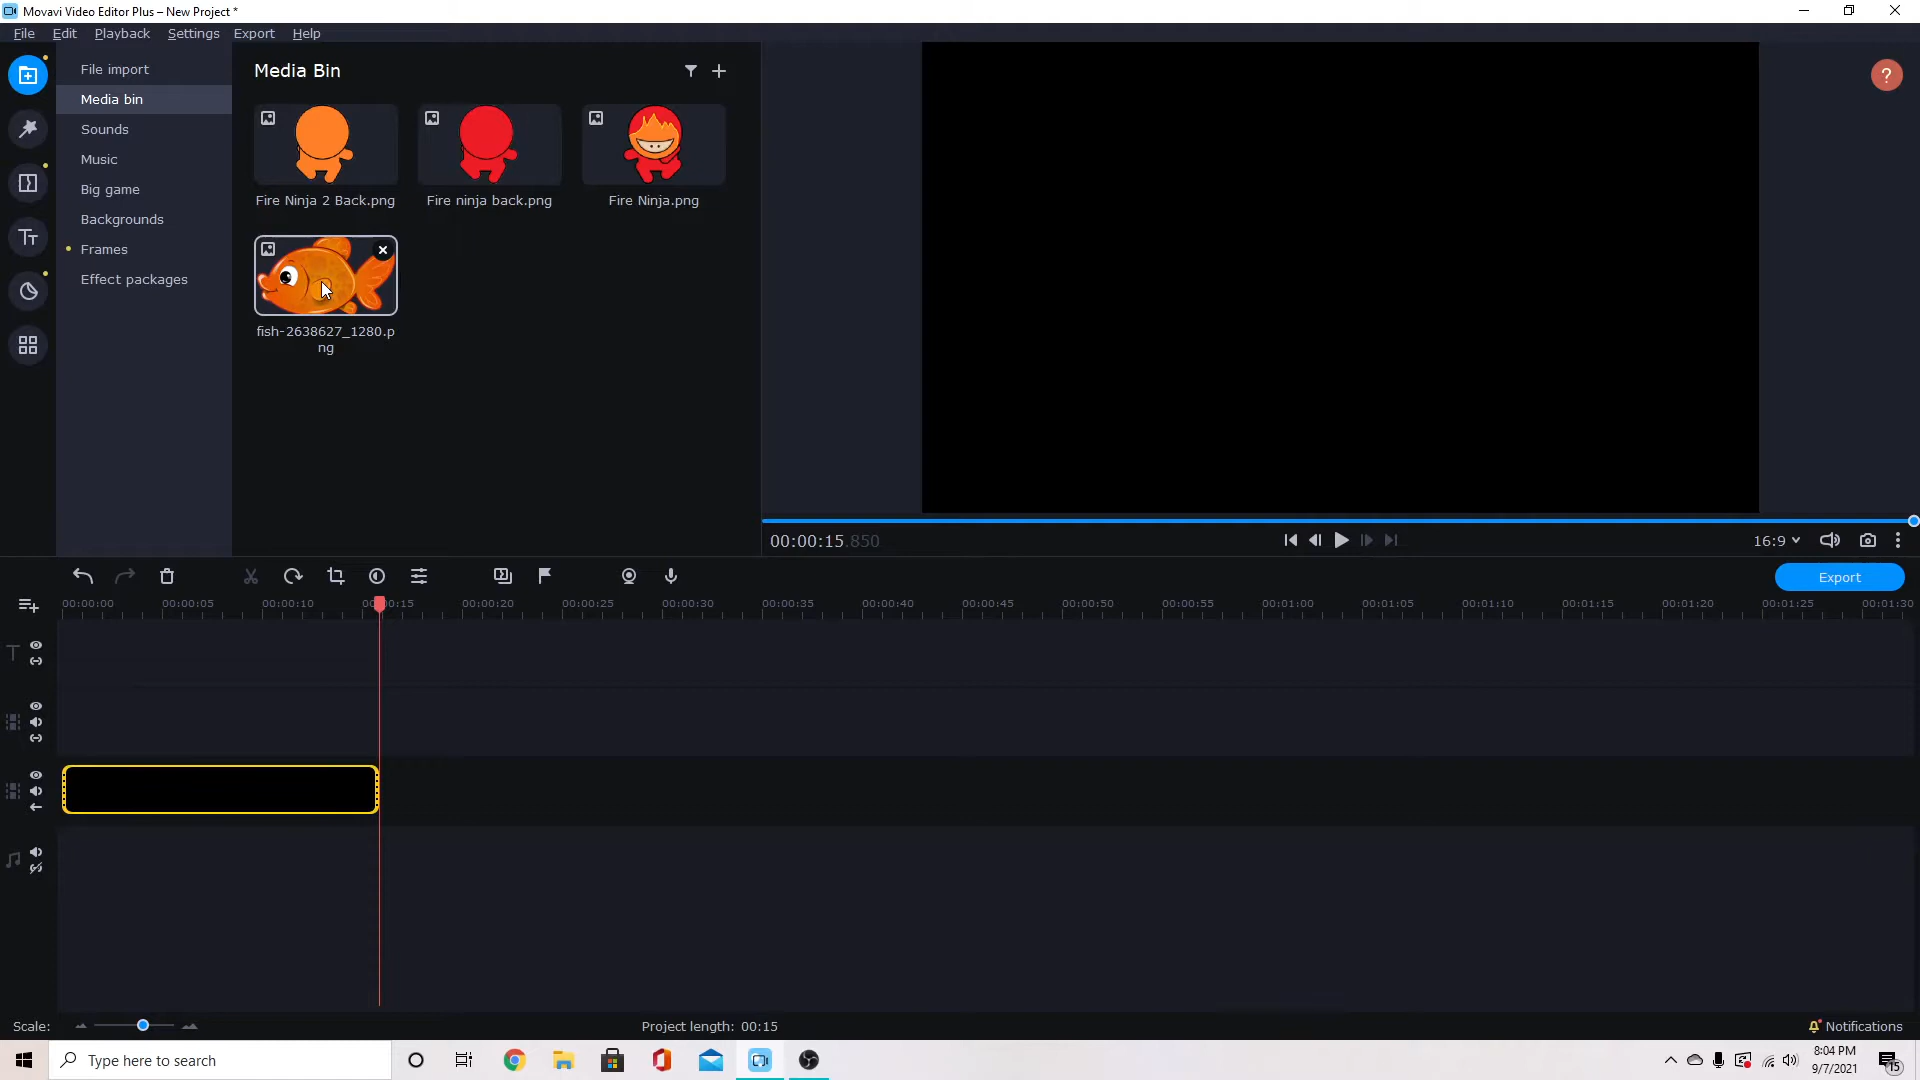 Movavi Video Editor Plus – New Project *
File Edit Playback Settings Export Help
File import
Media bin
Sounds
Music
Big game
Backgrounds
Frames
Effect packages
Media Bin
Fire Ninja 2 Back.png
Fire ninja back.png
Fire Ninja.png
fish-2638627_1280.p
ng
?
00:00:15.850
16:9
Export
00:00:00 00:00:05 00:00:10 00:00:15 00:00:20 00:00:25 00:00:30 00:00:35 00:00:40 00:00:45 00:00:50 00:00:55 00:01:00 00:01:05 00:01:10 00:01:15 00:01:20 00:01:25 00:01:30
Scale:
Project length: 00:15
Notifications
Type here to search
8:04 PM
9/7/2021
15